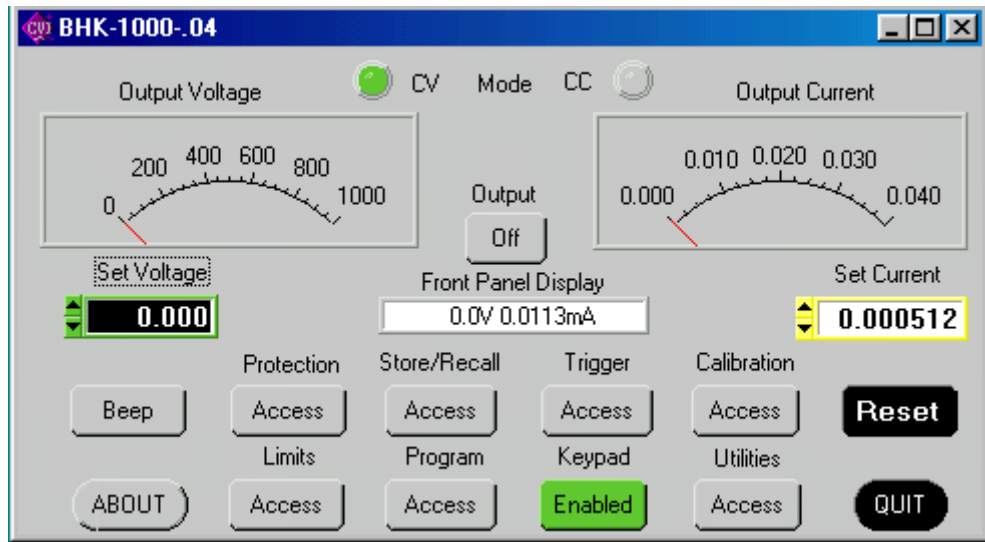 CVI BHK-1000-.04
CV Mode CC
Output Voltage
Output Current
0 200 400 600 800 1000
0.000 0.010 0.020 0.030 0.040
Output
Off
Set Voltage
0.000
Front Panel Display
0.0V 0.0113mA
Set Current
0.000512
Protection Store/Recall Trigger Calibration
Beep Access Access Access Access Reset
Limits Program Keypad Utilities
ABOUT Access Access Enabled Access QUIT